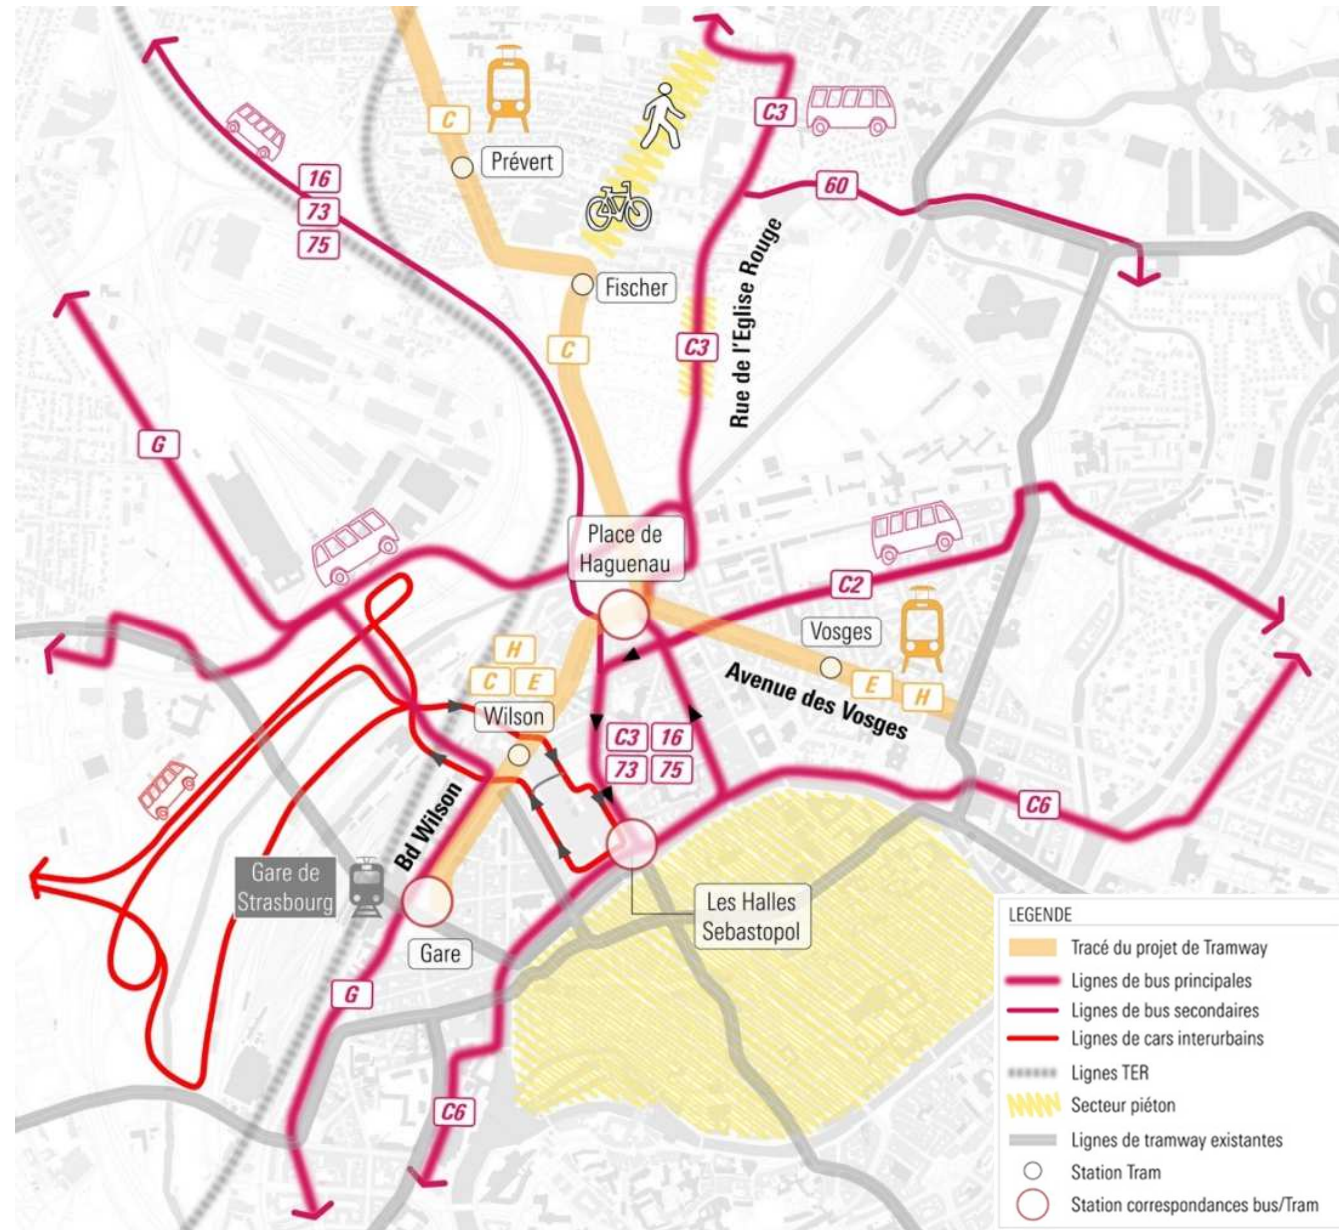 C3
C
Prévert
60
16
73
75
Fischer
C
C3
Rue de l'Eglise Rouge
G
Place de
Haguenau
C2
Vosges
H
C E
E H
Avenue des Vosges
Wilson
C3 16
73 75
C6
Bd Wilson
Gare de
Strasbourg
Les Halles
Sebastopol
Gare
G
C6
LEGENDE
Tracé du projet de Tramway
Lignes de bus principales
Lignes de bus secondaires
Lignes de cars interurbains
Lignes TER
Secteur piéton
Lignes de tramway existantes
Station Tram
Station correspondances bus/Tram